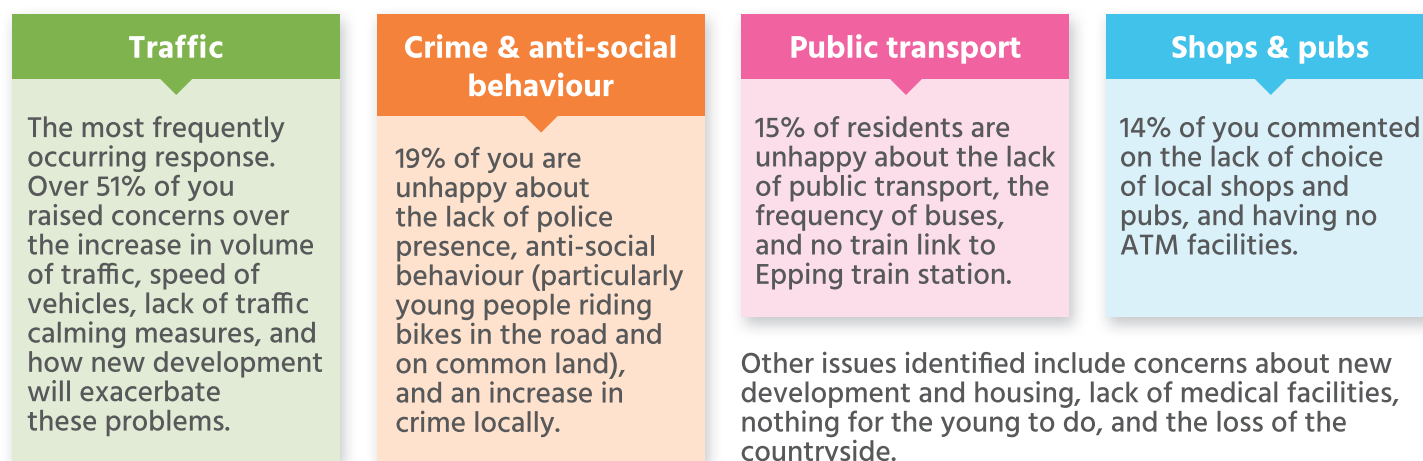 Traffic
The most frequently
occurring response.
Over 51% of you
raised concerns over
the increase in volume
of traffic, speed of
vehicles, lack of traffic
calming measures, and
how new development
will exacerbate
these problems.
Crime & anti-social
behaviour
19% of you are
unhappy about
the lack of police
presence, anti-social
behaviour (particularly
young people riding
bikes in the road and
on common land),
and an increase in
crime locally.
Public transport
15% of residents are
unhappy about the lack
of public transport, the
frequency of buses,
and no train link to
Epping train station.
Shops & pubs
14% of you commented
on the lack of choice
of local shops and
pubs, and having no
ATM facilities.
Other issues identified include concerns about new
development and housing, lack of medical facilities,
nothing for the young to do, and the loss of the
countryside.